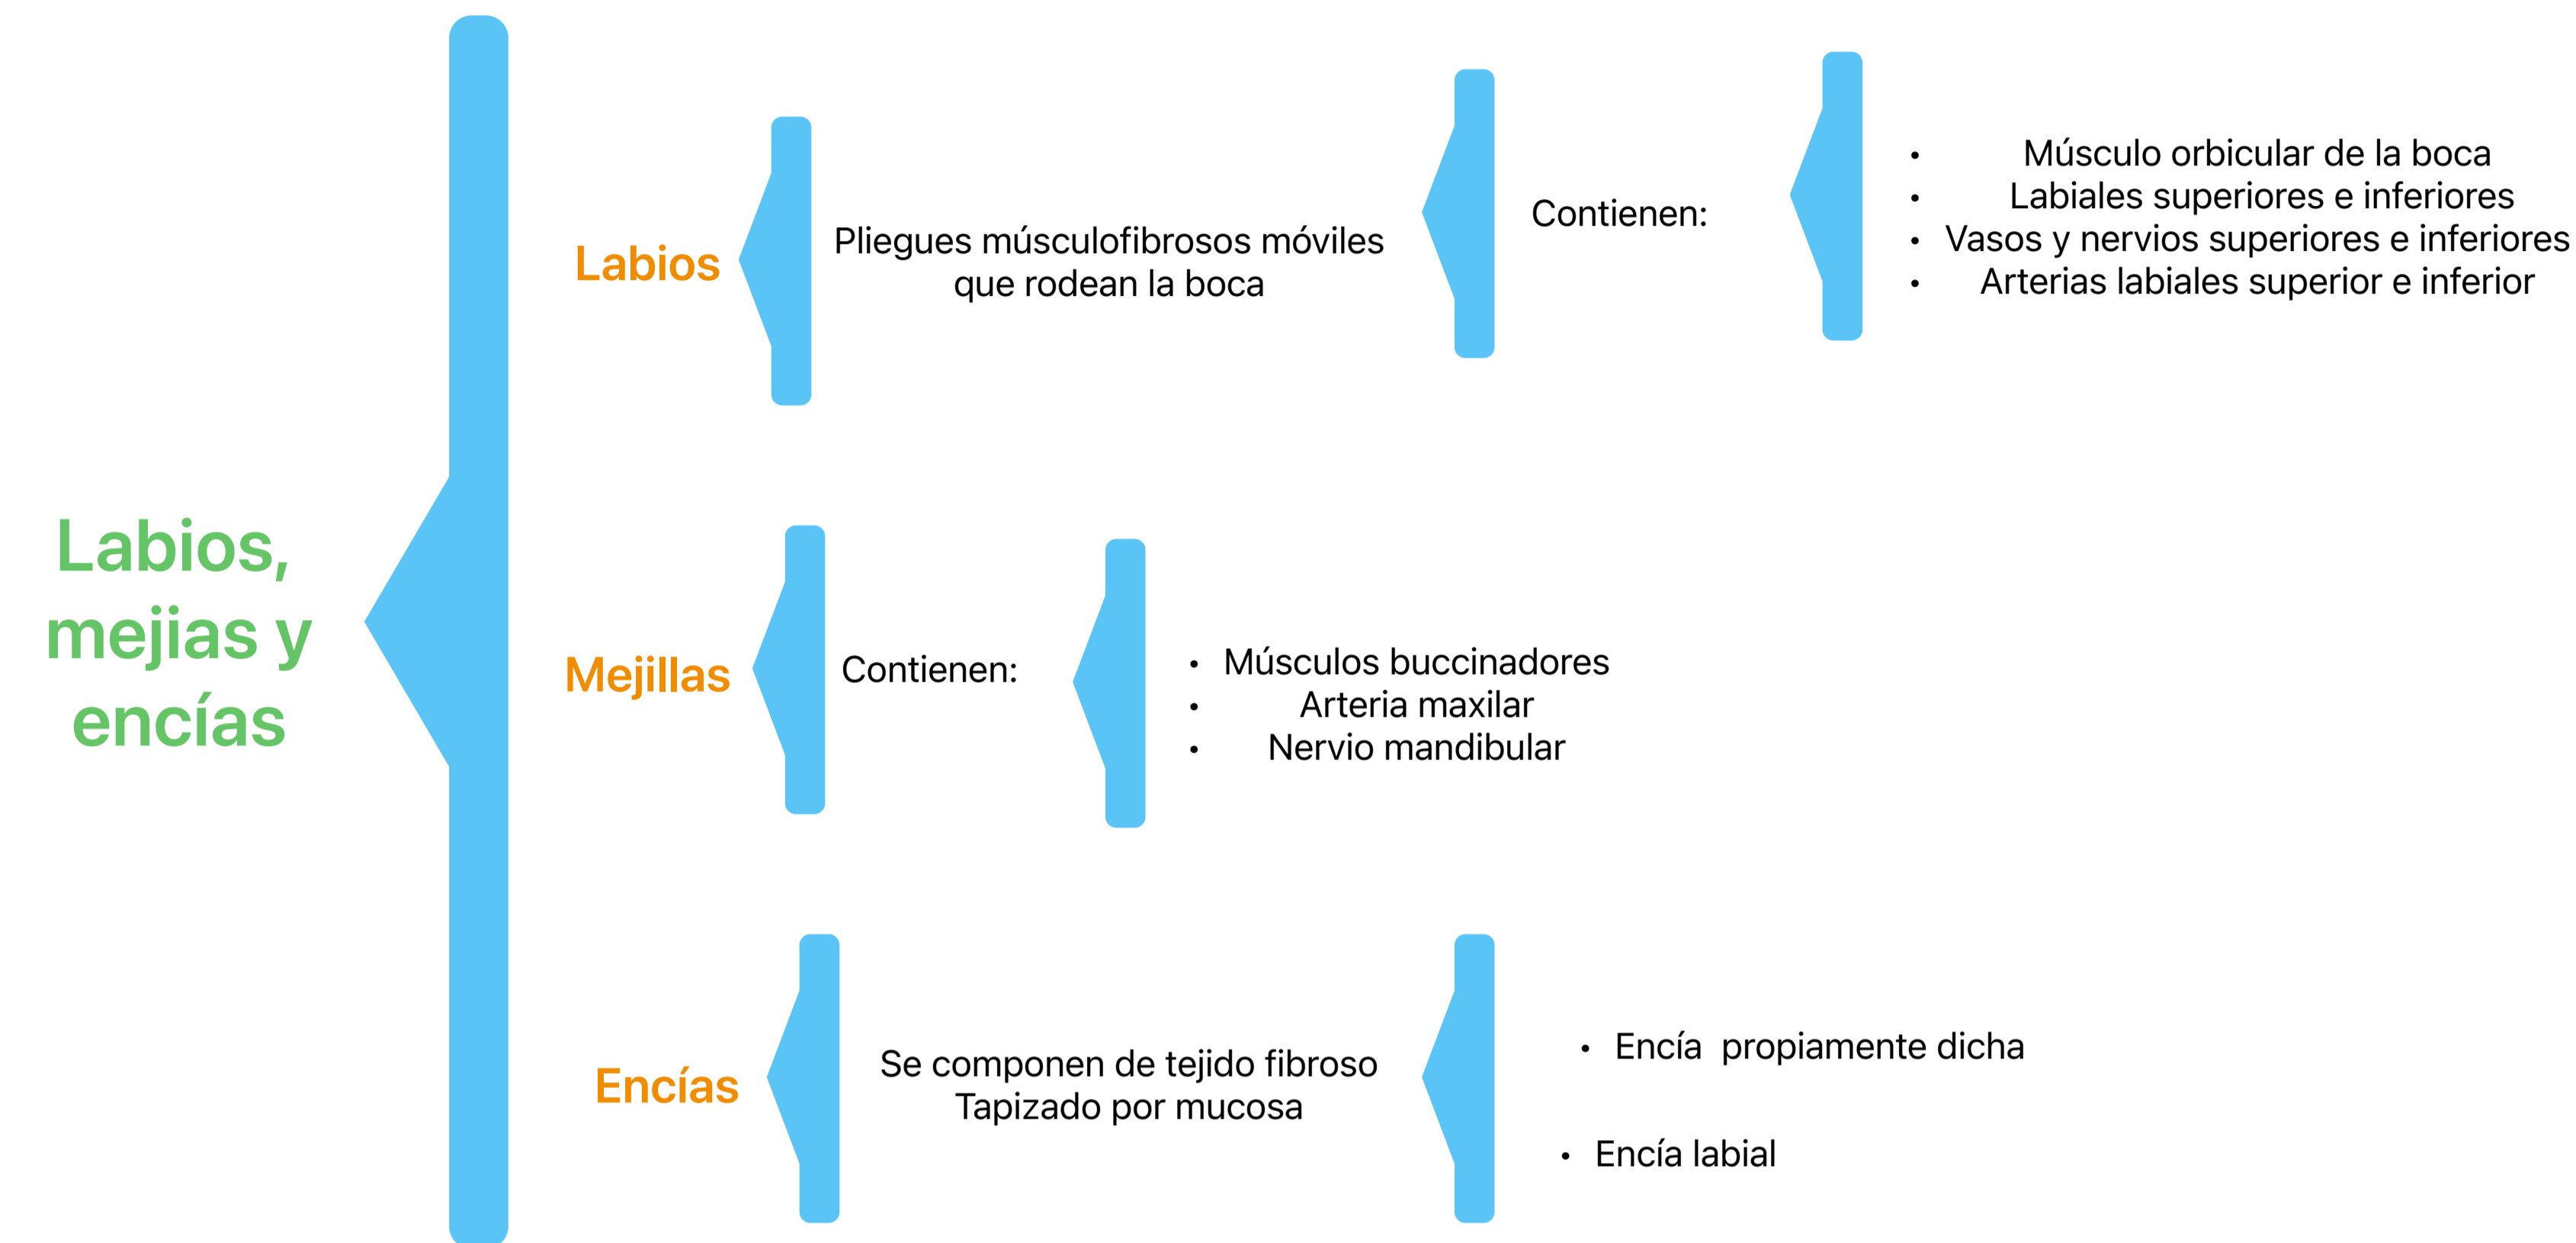 Labios,
mejias y
encías
Labios
Pliegues músculofibrosos móviles
que rodean la boca
Contienen:
• Músculo orbicular de la boca
• Labiales superiores e inferiores
• Vasos y nervios superiores e inferiores
• Arterias labiales superior e inferior
Mejillas
Contienen:
• Músculos buccinadores
• Arteria maxilar
• Nervio mandibular
Encías
Se componen de tejido fibroso
Tapizado por mucosa
• Encía propiamente dicha
• Encía labial